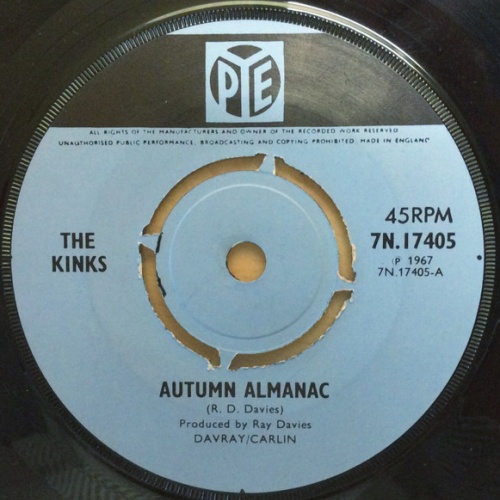 PYE
ALL RIGHTS OF THE MANUFACTURERS AND OWNER OF THE RECORDED WORK RESERVED
UNAUTHORISED PUBLIC PERFORMANCE, BROADCASTING AND COPYING PROHIBITED. MADE IN ENGLAND
45RPM
THE
KINKS
7N.17405
℗ 1967
7N.17405-A
AUTUMN ALMANAC
(R. D. Davies)
Produced by Ray Davies
DAVRAY/CARLIN